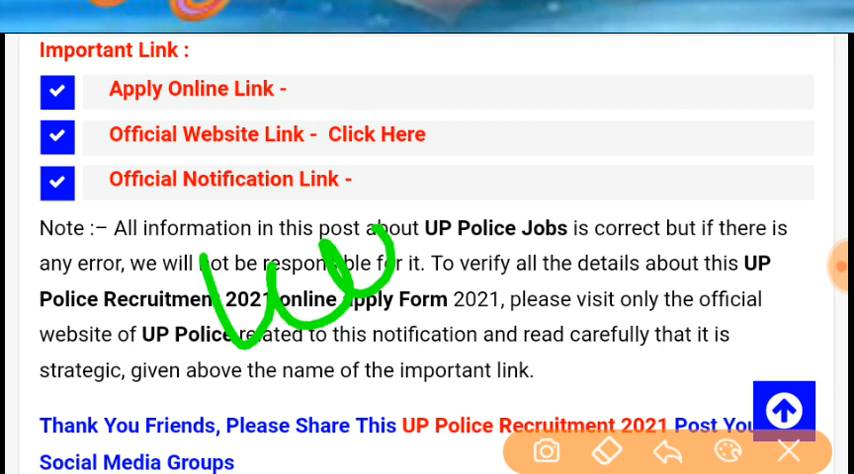 Important Link :
Apply Online Link -
Official Website Link - Click Here
Official Notification Link -
Note :– All information in this post about UP Police Jobs is correct but if there is
any error, we will not be responsible for it. To verify all the details about this UP
Police Recruitment 2021 online apply Form 2021, please visit only the official
website of UP Police related to this notification and read carefully that it is
strategic, given above the name of the important link.
Thank You Friends, Please Share This UP Police Recruitment 2021 Post You
Social Media Groups